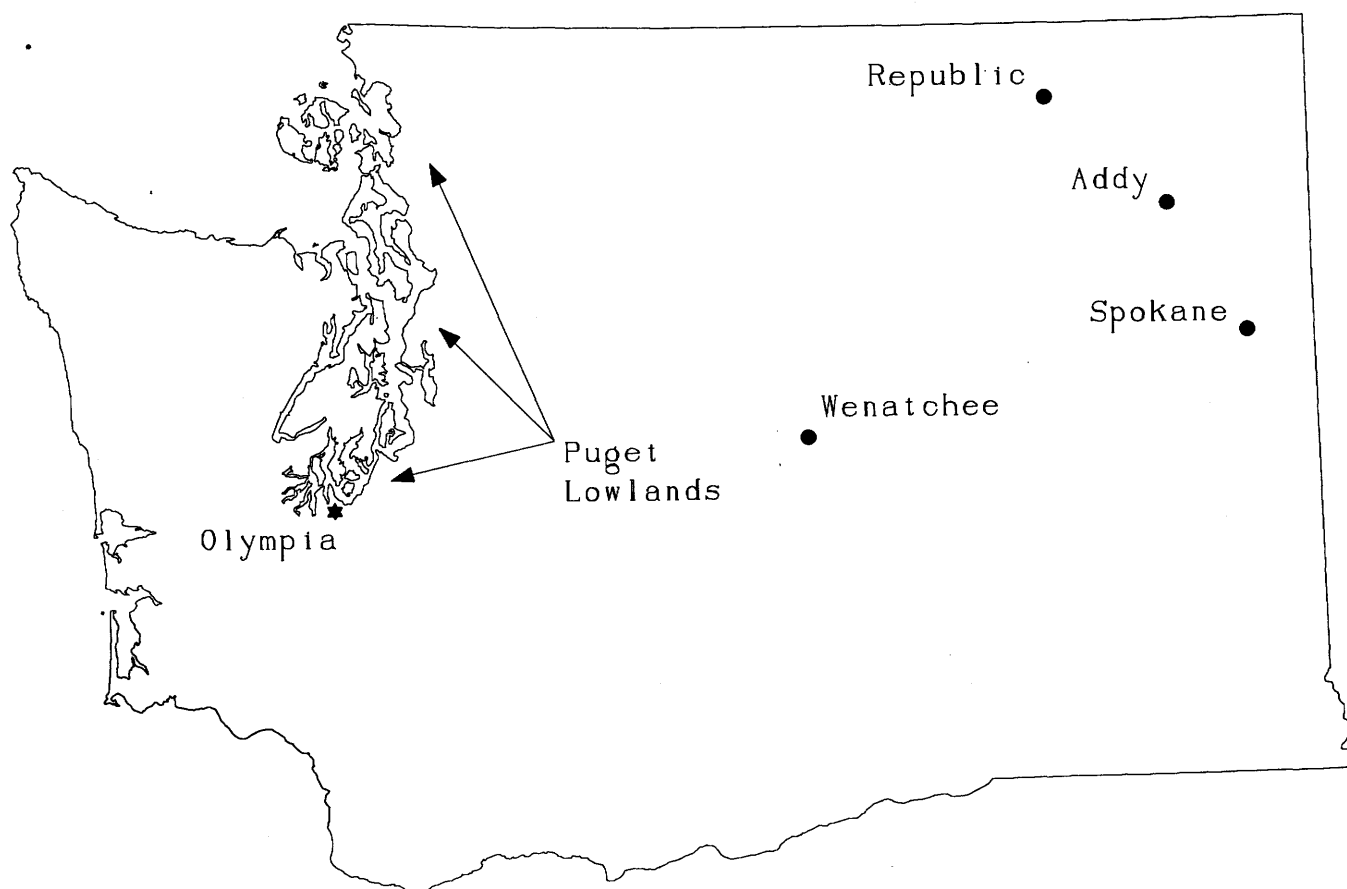 Republic
Addy
Spokane
Wenatchee
Puget
Lowlands
Olympia